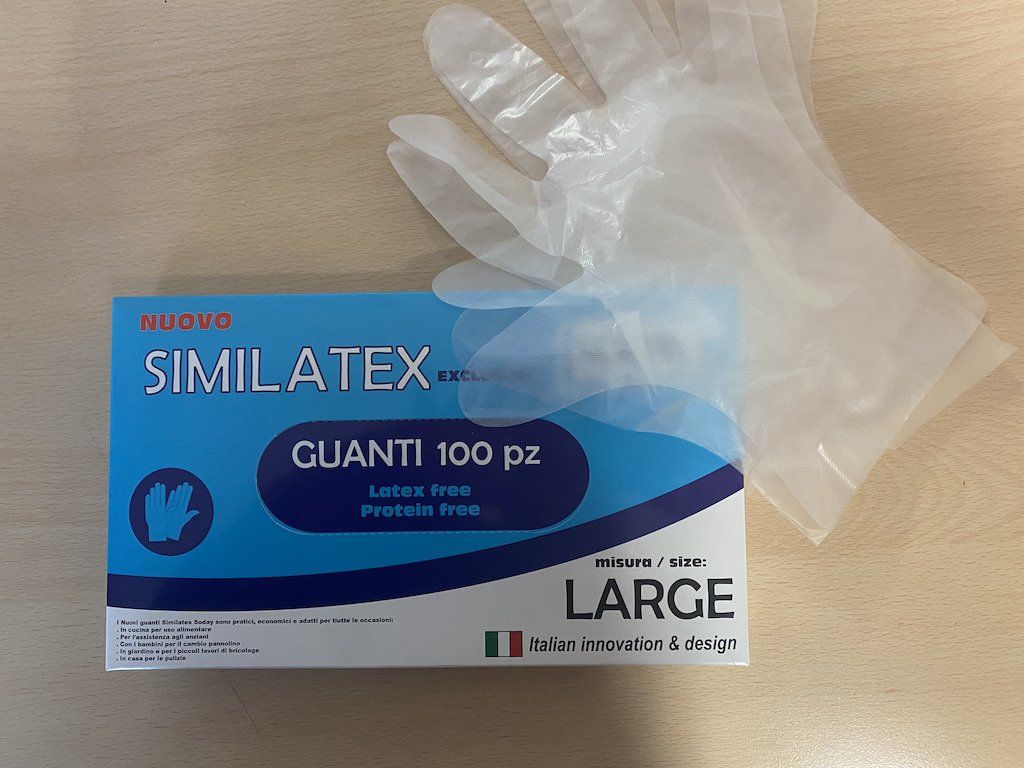 NUOVO
SIMILATEX
GUANTI 100 pz
Latex free
Protein free
misura / size:
LARGE
Italian innovation & design
I Nuovi guanti Similatex Soday sono pratici, economici e adatti per tiutte le occasioni:
. In cucina per uso alimentare
. Per l'assistenza agli anziani
. Con i bambini per il cambio pannolino
. In giardino e per i piccoli lavori di bricolage
. In casa per le pulizie